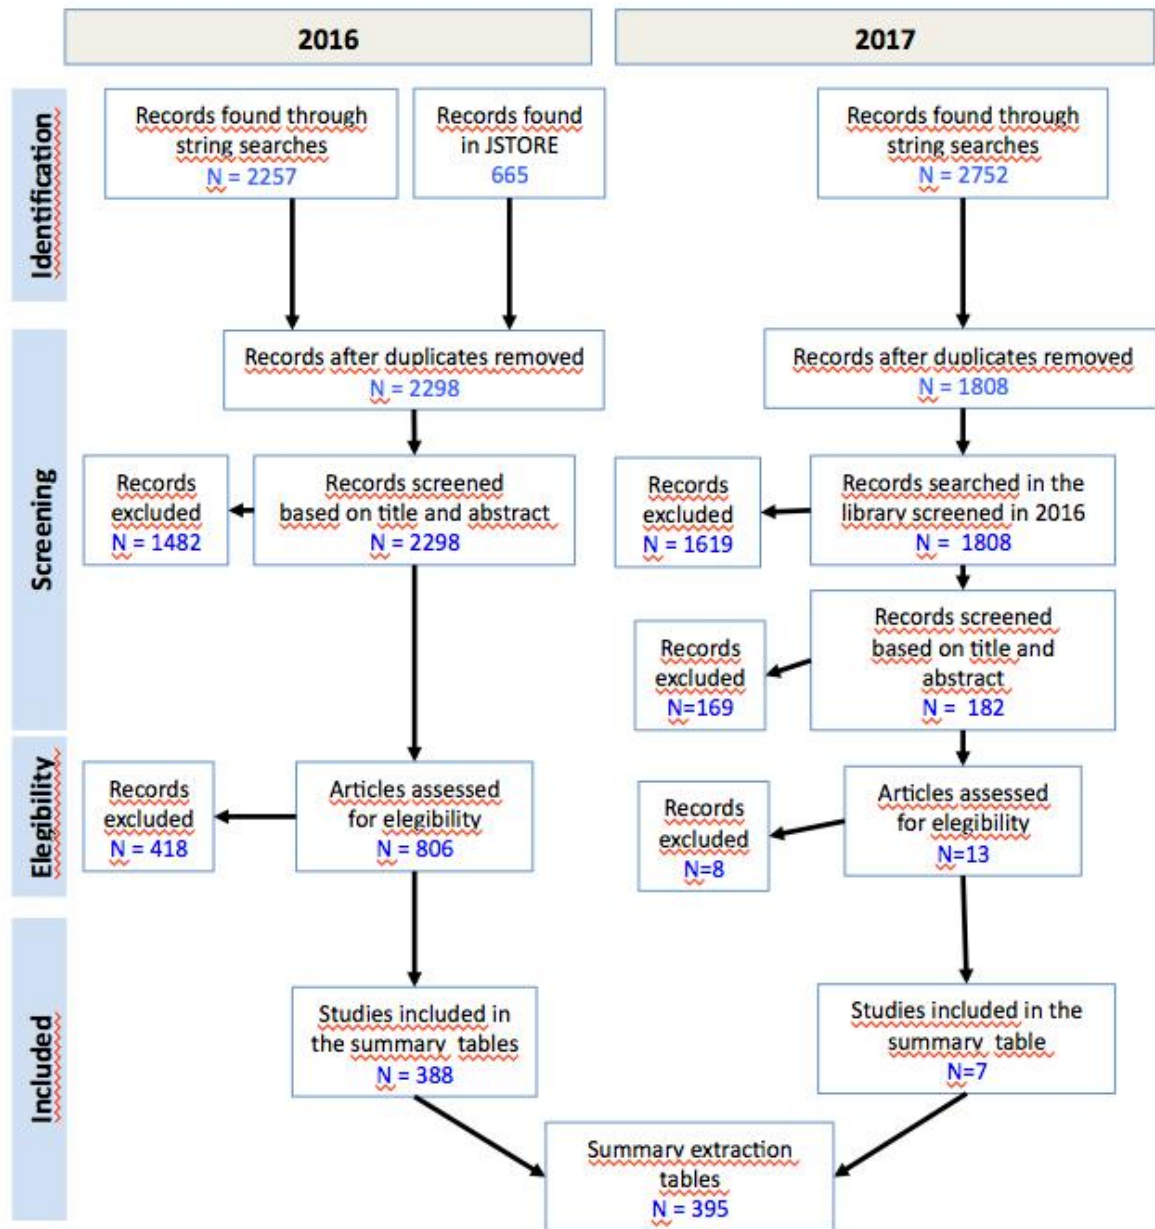 2016
2017
Identification
Records found through
string searches
N = 2257
Records found
in JSTORE
665
Records found through
string searches
N = 2752
Screening
Records after duplicates removed
N = 2298
Records after duplicates removed
N = 1808
Records
excluded
N = 1482
Records screened
based on title and abstract
N = 2298
Records
excluded
N = 1619
Records searched in the
library screened in 2016
N = 1808
Records
excluded
N=169
Records screened
based on title and
abstract
N = 182
Elegibility
Records
excluded
N = 418
Articles assessed
for elegibility
N = 806
Records
excluded
N=8
Articles assessed
for elegibility
N=13
Included
Studies included in
the summary tables
N = 388
Studies included in the
summary table
N=7
Summary extraction
tables
N = 395